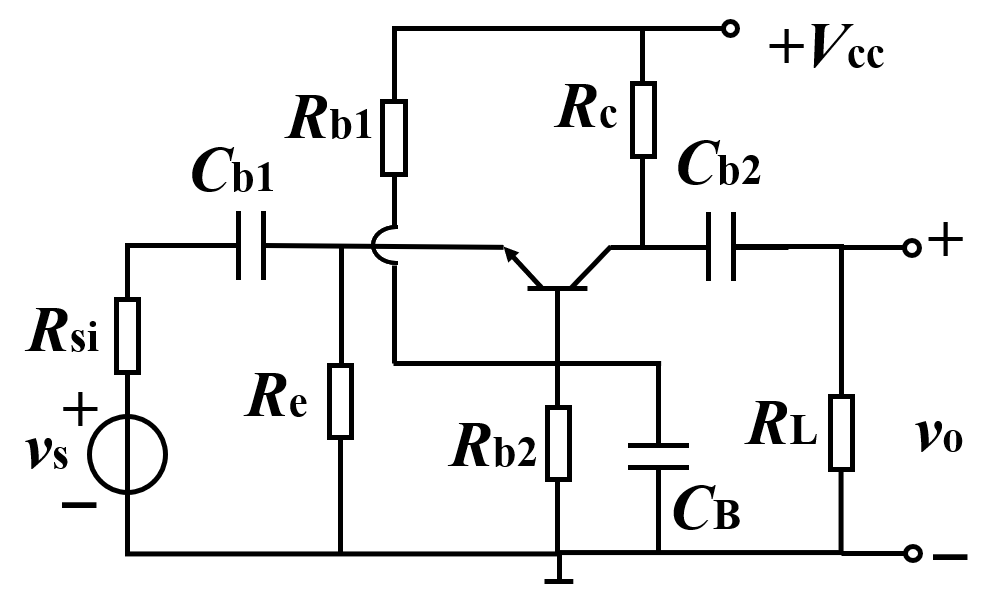 +Vcc
Rb1
Rc
Cb1
Cb2
+
Rsi
Re
+
vs
−
Rb2
RL
vo
CB
−